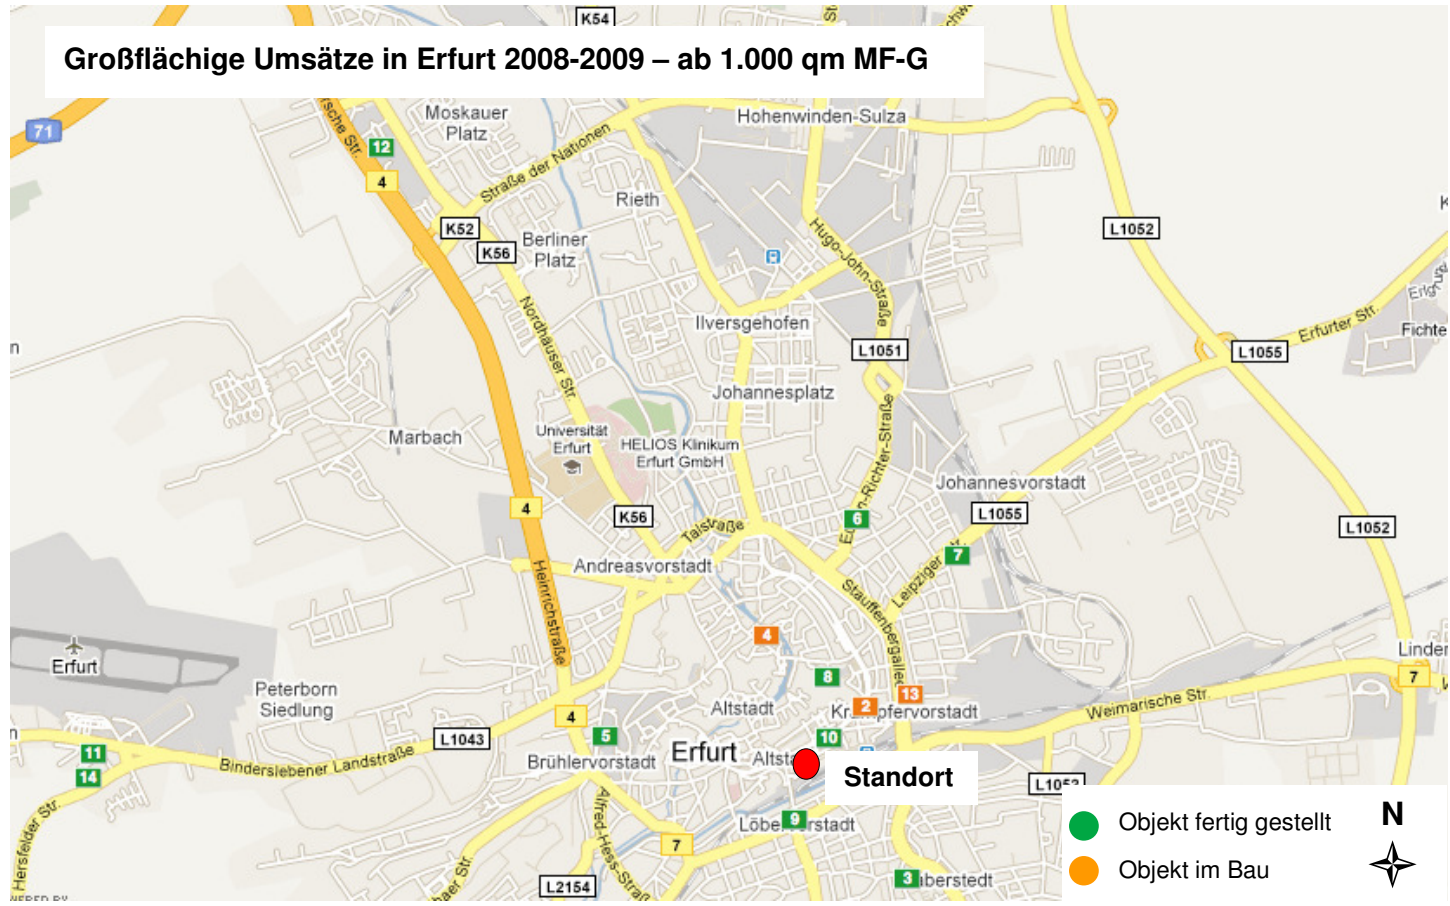 K54
Großflächige Umsätze in Erfurt 2008-2009 – ab 1.000 qm MF-G
71
Moskauer
Platz
Hohenwinden-Sulza
12
4
Straße der Nationen
Rieth
K52
K56
Berliner
Platz
L1052
Hugo-John-Straße
Nordhäuser Str.
Ilversgehofen
L1051
Erfurter Str.
L1055
Fichte
Johannesplatz
Marbach
Universität
Erfurt
HELIOS Klinikum
Erfurt GmbH
Johannesvorstadt
4
K56
Talstraße
6
n-Richter-Straße
L1055
L1052
7
Leipziger
Andreasvorstadt
Heinrichstraße
Stauffenbergallee
4
Erfurt
Linder
7
Peterborn
Siedlung
8
13
2
Altstadt
Krämpfervorstadt
Weimarische Str.
4
L1043
5
10
11
14
Binderslebener Landstraße
Brühlervorstadt
Erfurt
Standort
Hersfelder Str.
Alfred-Hess-Straß
9
7
L2154
3
Objekt fertig gestellt
N
Objekt im Bau